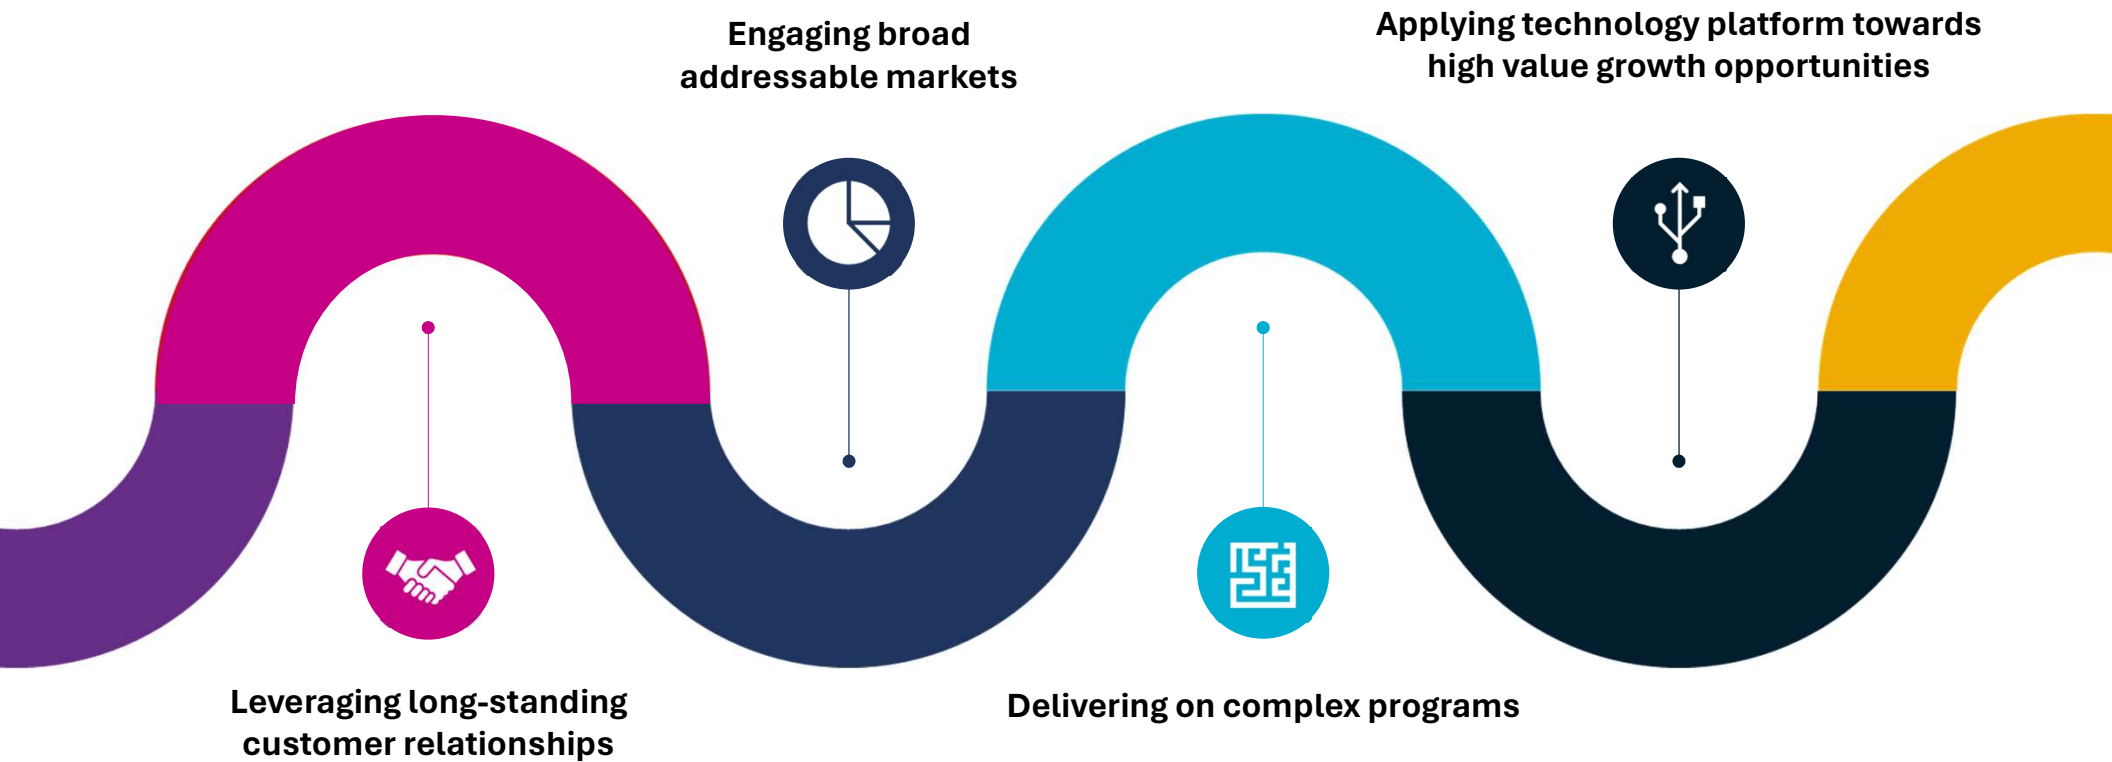 Engaging broad
addressable markets
Applying technology platform towards
high value growth opportunities
Leveraging long-standing
customer relationships
Delivering on complex programs